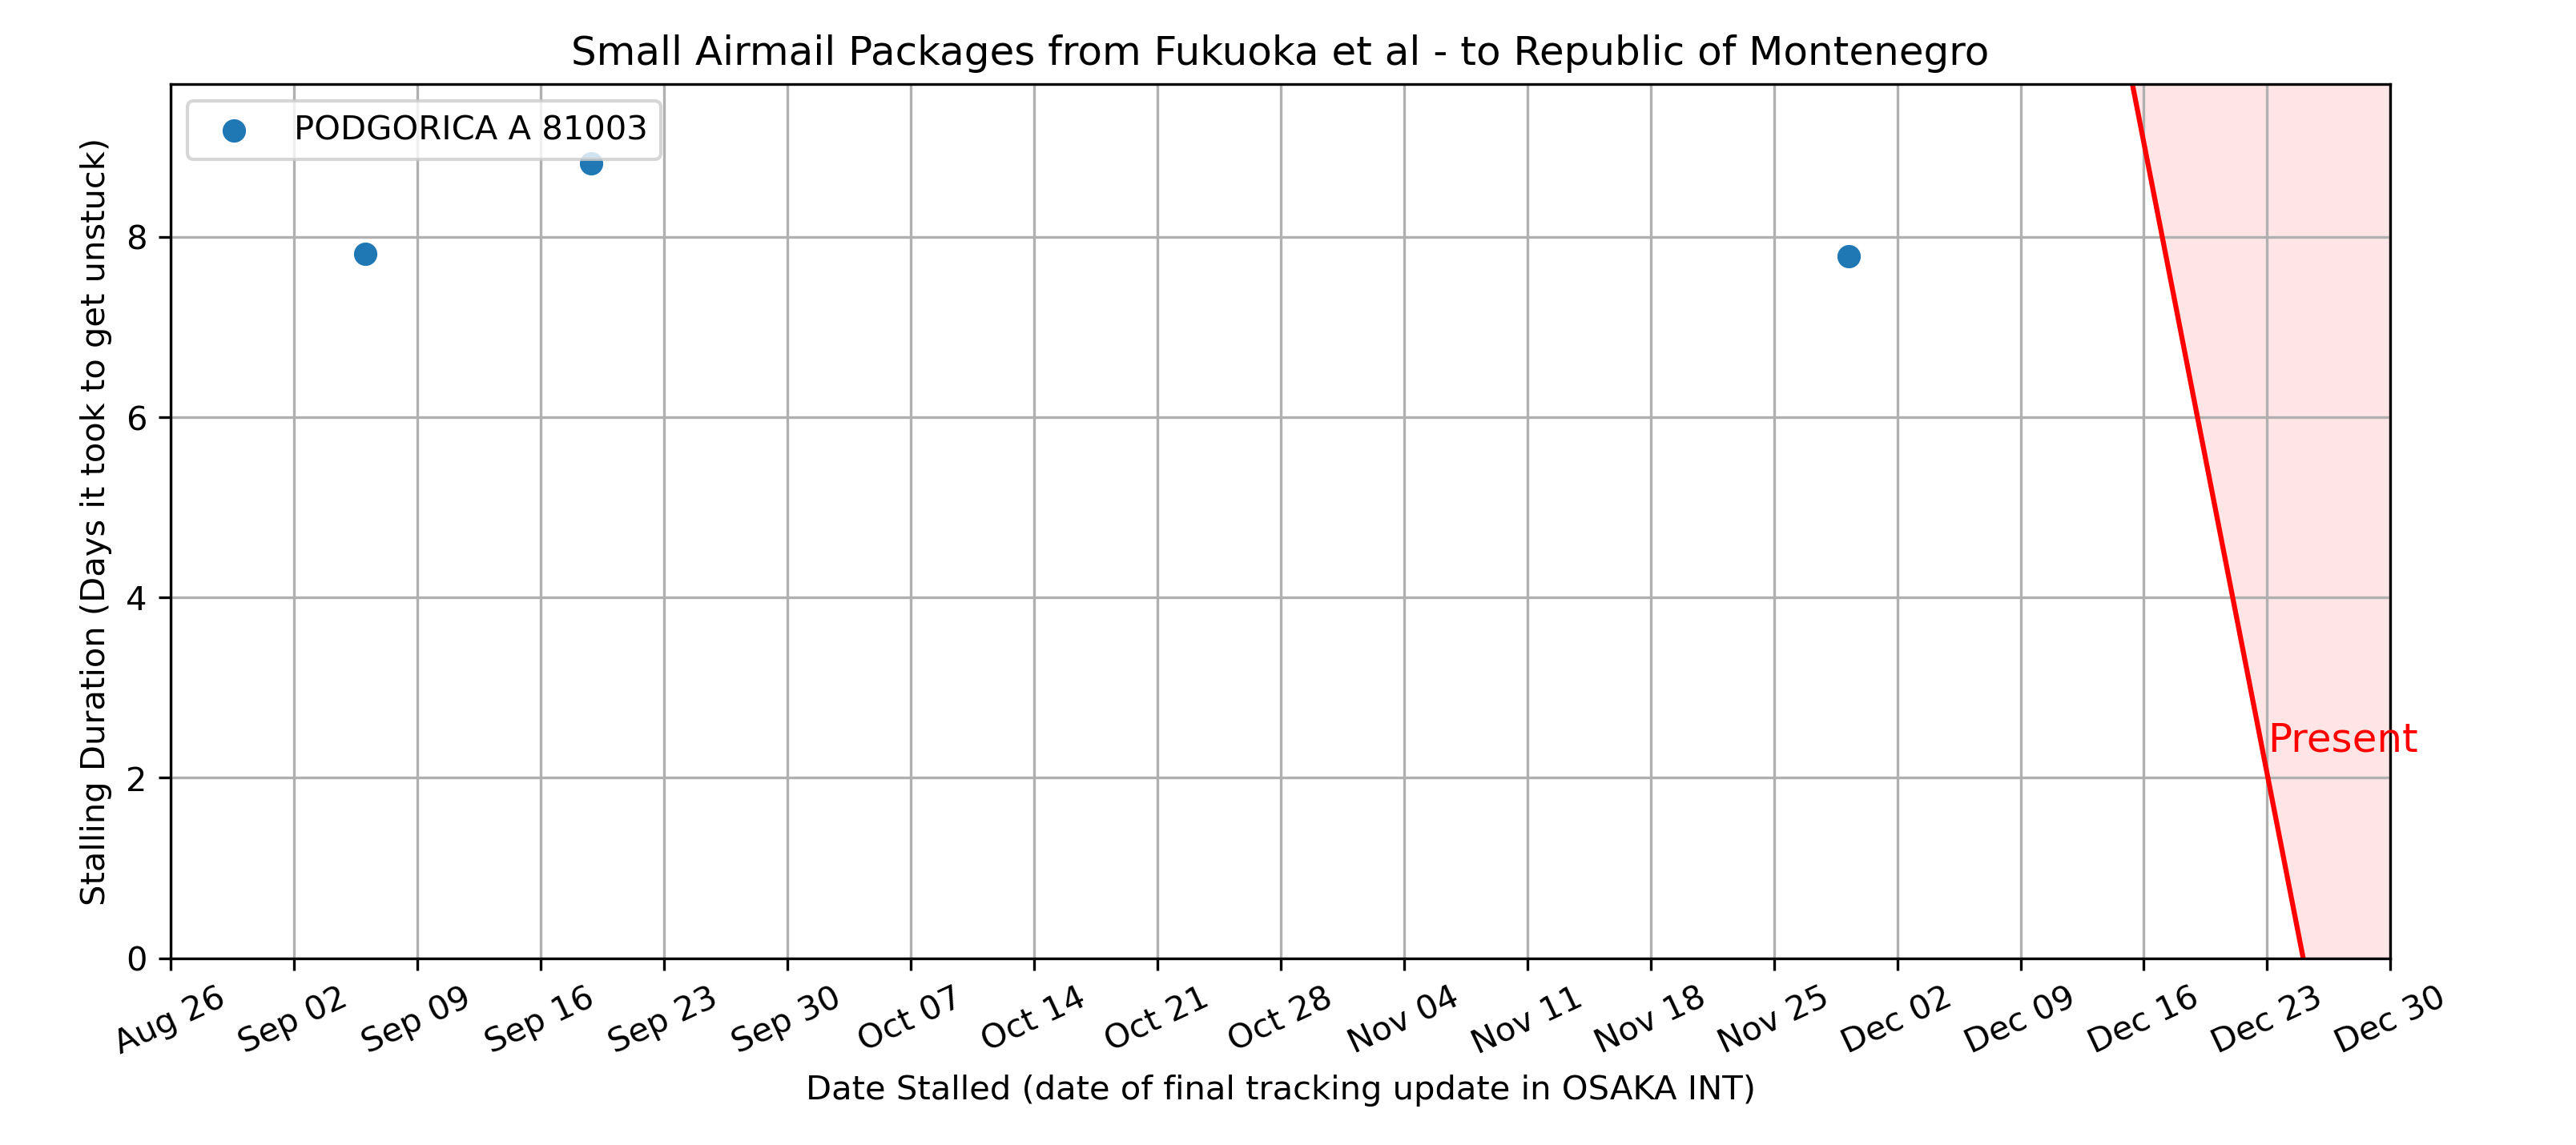 Small Airmail Packages from Fukuoka et al - to Republic of Montenegro
PODGORICA A 81003
Stalling Duration (Days it took to get unstuck)
8
6
4
2
0
Present
Aug 26
Sep 02
Sep 09
Sep 16
Sep 23
Sep 30
Oct 07
Oct 14
Oct 21
Oct 28
Nov 04
Nov 11
Nov 18
Nov 25
Dec 02
Dec 09
Dec 16
Dec 23
Dec 30
Date Stalled (date of final tracking update in OSAKA INT)